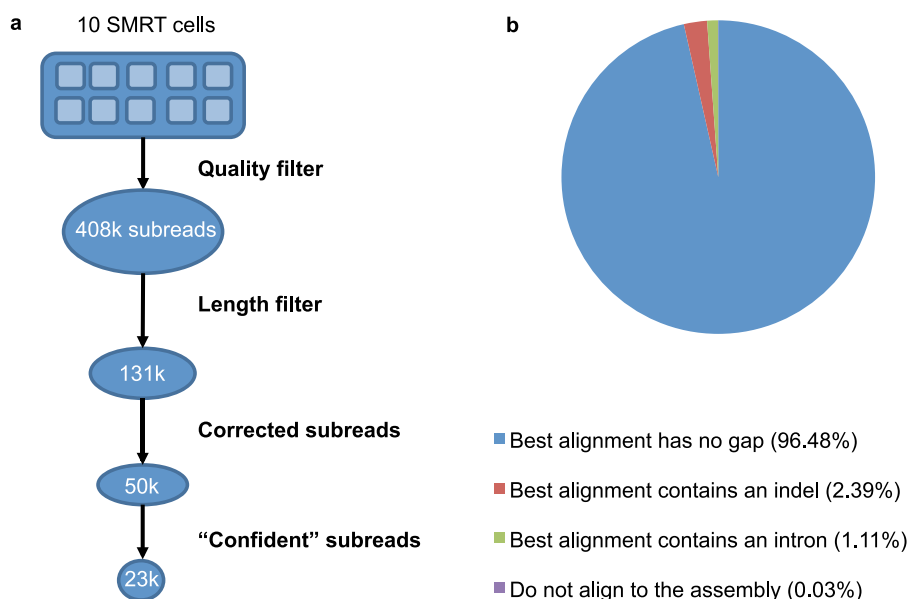 a
10 SMRT cells
Quality filter
408k subreads
Length filter
131k
Corrected subreads
50k
“Confident” subreads
23k
b
Best alignment has no gap (96.48%)
Best alignment contains an indel (2.39%)
Best alignment contains an intron (1.11%)
Do not align to the assembly (0.03%)